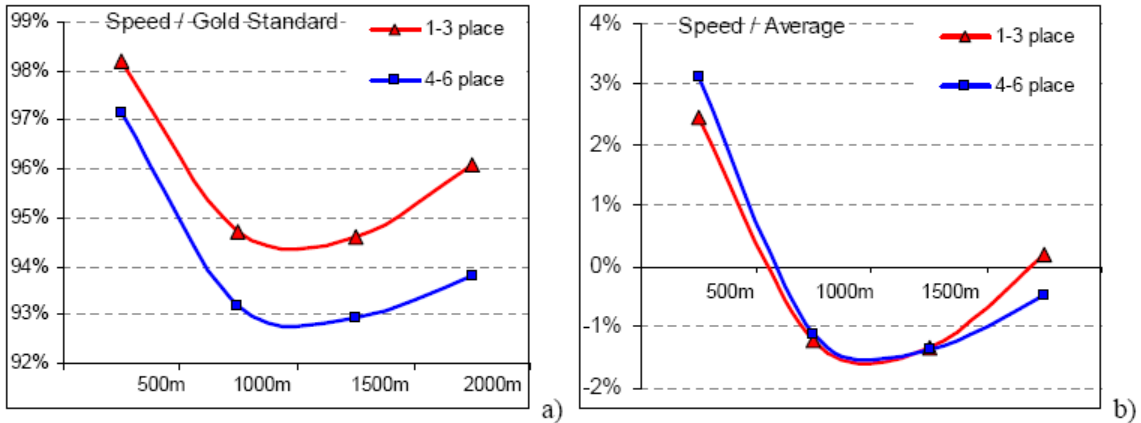 Speed / Gold Standard
99%
98%
97%
96%
95%
94%
93%
92%
1-3 place
4-6 place
500m 1000m 1500m 2000m
a)
Speed / Average
4%
3%
2%
1%
0%
-1%
-2%
1-3 place
4-6 place
500m 1000m 1500m
b)